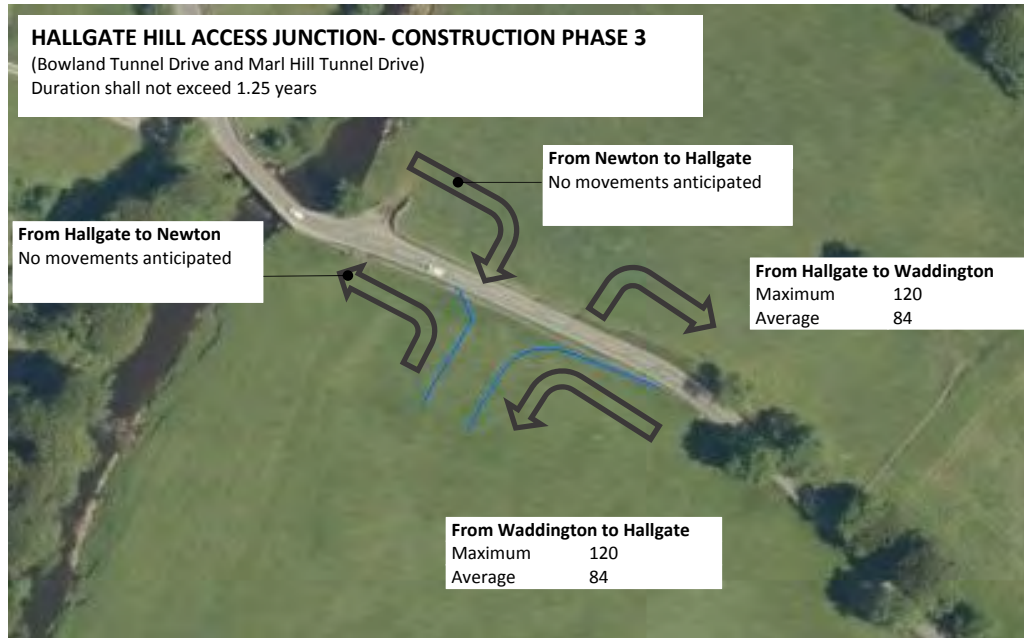 HALLGATE HILL ACCESS JUNCTION- CONSTRUCTION PHASE 3
(Bowland Tunnel Drive and Marl Hill Tunnel Drive)
Duration shall not exceed 1.25 years
From Newton to Hallgate
No movements anticipated
From Hallgate to Newton
No movements anticipated
From Hallgate to Waddington
Maximum 120
Average 84
From Waddington to Hallgate
Maximum 120
Average 84